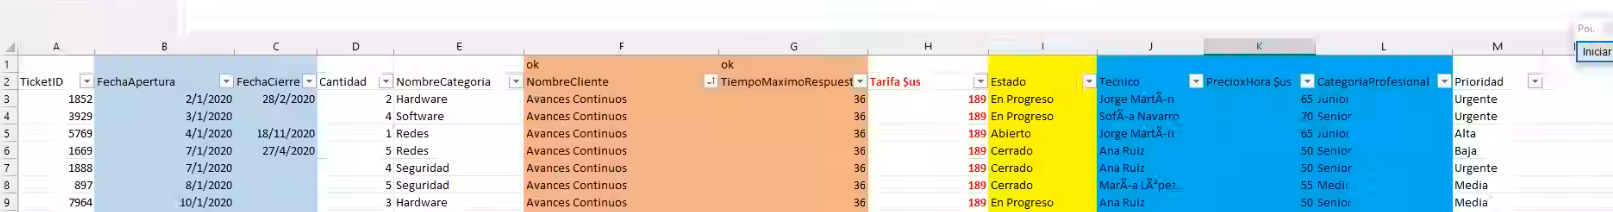 Poi.
Iniciar
A B C D E F G H I J K L M
1 ok ok
2 TicketID FechaApertura FechaCierre Cantidad NombreCategoria NombreCliente TiempoMaximoRespuest Tarifa $us Estado Tecnico PrecioxHora $us CategoriaProfesional Prioridad
3 1852 2/1/2020 28/2/2020 2 Hardware Avances Continuos 36 189 En Progreso Jorge MartÃ-n 65 Junior Urgente
4 3929 3/1/2020 4 Software Avances Continuos 36 189 En Progreso SofÃ-a Navarro 70 Senior Urgente
5 5769 4/1/2020 18/11/2020 1 Redes Avances Continuos 36 189 Abierto Jorge MartÃ-n 65 Junior Alta
6 1669 7/1/2020 27/4/2020 5 Redes Avances Continuos 36 189 Cerrado Ana Ruiz 50 Senior Baja
7 1888 7/1/2020 4 Seguridad Avances Continuos 36 189 Cerrado Ana Ruiz 50 Senior Urgente
8 897 8/1/2020 5 Seguridad Avances Continuos 36 189 Cerrado MarÃ-a LÃ³pez 55 Medio Media
9 7964 10/1/2020 3 Hardware Avances Continuos 36 189 En Progreso Ana Ruiz 50 Senior Media